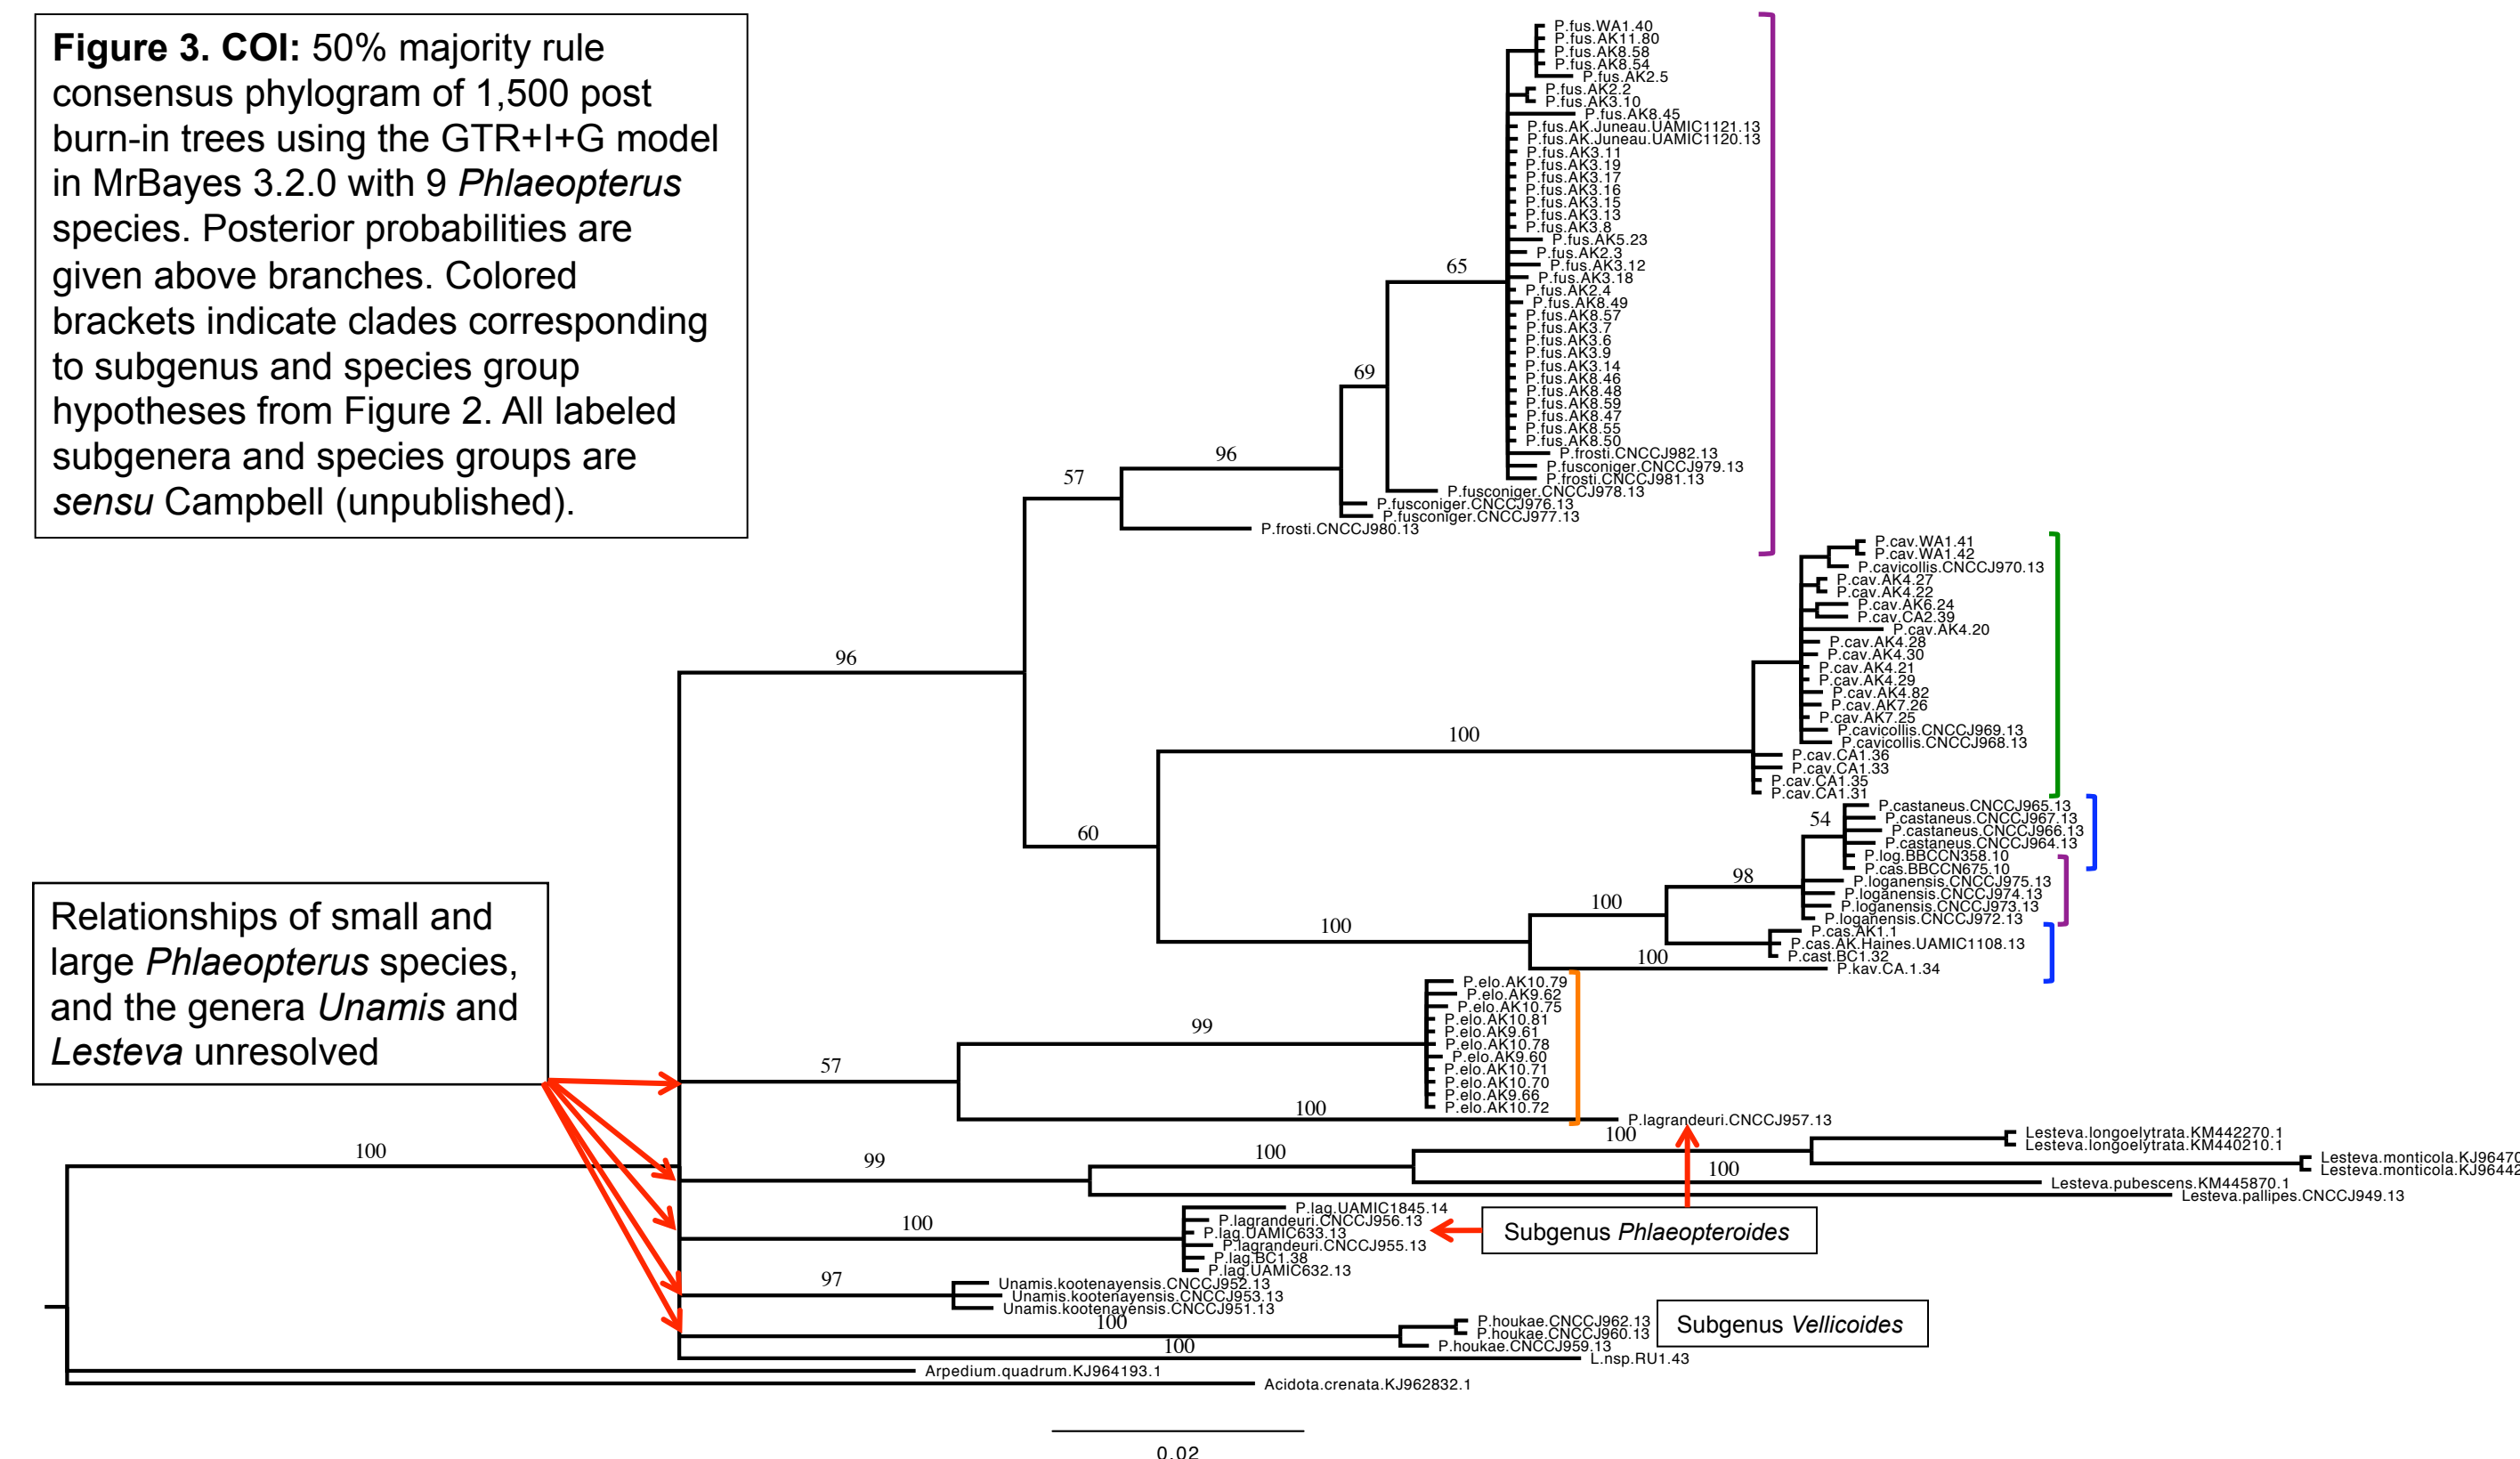 Figure 3. COI: 50% majority rule
consensus phylogram of 1,500 post
burn-in trees using the GTR+I+G model
in MrBayes 3.2.0 with 9 Phlaeopterus
species. Posterior probabilities are
given above branches. Colored
brackets indicate clades corresponding
to subgenus and species group
hypotheses from Figure 2. All labeled
subgenera and species groups are
sensu Campbell (unpublished).
P.fus.WA1.40
P.fus.AK11.80
P.fus.AK8.58
P.fus.AK8.54
P.fus.AK2.5
P.fus.AK2.2
P.fus.AK3.10
P.fus.AK8.45
P.fus.AK.Juneau.UAMIC1121.13
P.fus.AK.Juneau.UAMIC1120.13
P.fus.AK3.11
P.fus.AK3.19
P.fus.AK3.17
P.fus.AK3.16
P.fus.AK3.15
P.fus.AK3.13
P.fus.AK3.8
P.fus.AK5.23
P.fus.AK2.3
P.fus.AK3.12
65
P.fus.AK3.18
P.fus.AK2.4
P.fus.AK8.49
P.fus.AK8.57
P.fus.AK3.7
P.fus.AK3.6
P.fus.AK3.9
P.fus.AK3.14
69
P.fus.AK8.46
P.fus.AK8.48
P.fus.AK8.59
P.fus.AK8.47
P.fus.AK8.55
P.fus.AK8.50
96
P.frosti.CNCCJ982.13
P.fusconiger.CNCCJ979.13
57
P.frosti.CNCCJ981.13
P.fusconiger.CNCCJ978.13
P.fusconiger.CNCCJ976.13
P.fusconiger.CNCCJ977.13
P.frosti.CNCCJ980.13
P.cav.WA1.41
P.cav.WA1.42
P.cavicollis.CNCCJ970.13
P.cav.AK4.27
P.cav.AK4.22
P.cav.AK6.24
P.cav.CA2.39
P.cav.AK4.20
P.cav.AK4.28
P.cav.AK4.30
96
P.cav.AK4.21
P.cav.AK4.29
P.cav.AK4.82
P.cav.AK7.26
P.cav.AK7.25
P.cavicollis.CNCCJ969.13
100
P.cavicollis.CNCCJ968.13
P.cav.CA1.36
P.cav.CA1.33
P.cav.CA1.35
P.cav.CA1.31
P.castaneus.CNCCJ965.13
54
P.castaneus.CNCCJ967.13
60
P.castaneus.CNCCJ966.13
P.castaneus.CNCCJ964.13
P.log.BBCCN358.10
P.cas.BBCCN675.10
98
P.loganensis.CNCCJ975.13
P.loganensis.CNCCJ974.13
100
P.loganensis.CNCCJ973.13
P.loganensis.CNCCJ972.13
100
P.cas.AK1.1
P.cas.AK.Haines.UAMIC1108.13
P.cast.BC1.32
100
P.kav.CA.1.34
Relationships of small and
large Phlaeopterus species,
and the genera Unamis and
Lesteva unresolved
P.elo.AK10.79
P.elo.AK9.62
P.elo.AK10.75
P.elo.AK10.81
99
P.elo.AK9.61
P.elo.AK10.78
P.elo.AK9.60
57
P.elo.AK10.71
P.elo.AK10.70
P.elo.AK9.66
P.elo.AK10.72
100
P.lagrandeuri.CNCCJ957.13
100
Lesteva.longoelytrata.KM442270.1
Lesteva.longoelytrata.KM440210.1
100
99
100
Lesteva.monticola.KJ96470
Lesteva.monticola.KJ96442
100
Lesteva.pubescens.KM445870.1
Lesteva.pallipes.CNCCJ949.13
P.lag.UAMIC1845.14
100
P.lagrandeuri.CNCCJ956.13
P.lag.UAMIC633.13
P.lagrandeuri.CNCCJ955.13
P.lag.BC1.38
P.lag.UAMIC632.13
Subgenus Phlaeopteroides
97
Unamis.kootenayensis.CNCCJ952.13
Unamis.kootenayensis.CNCCJ953.13
Unamis.kootenayensis.CNCCJ951.13
100
P.houkae.CNCCJ962.13
P.houkae.CNCCJ960.13
P.houkae.CNCCJ959.13
Subgenus Vellicoides
100
L.nsp.RU1.43
Arpedium.quadrum.KJ964193.1
Acidota.crenata.KJ962832.1
0.02